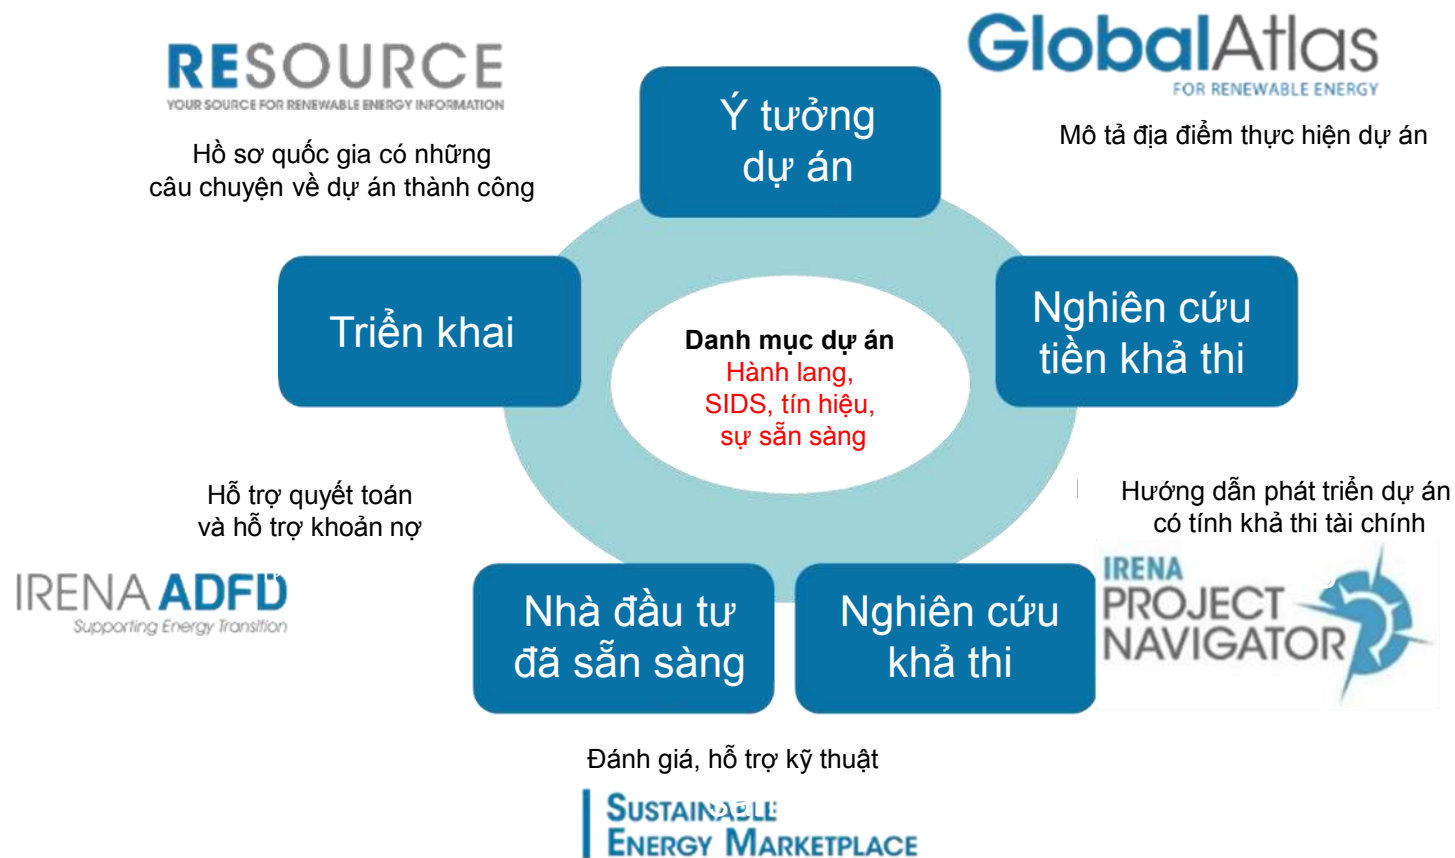 RESOURCE
YOUR SOURCE FOR RENEWABLE ENERGY INFORMATION
Hồ sơ quốc gia có những
câu chuyện về dự án thành công
GlobalAtlas
FOR RENEWABLE ENERGY
Mô tả địa điểm thực hiện dự án
Ý tưởng
dự án
Triển khai
Nghiên cứu
tiền khả thi
Danh mục dự án
Hành lang,
SIDS, tín hiệu,
sự sẵn sàng
Hỗ trợ quyết toán
và hỗ trợ khoản nợ
IRENA ADFD
Supporting Energy Transition
Hướng dẫn phát triển dự án
có tính khả thi tài chính
IRENA
PROJECT
NAVIGATOR
Nhà đầu tư
đã sẵn sàng
Nghiên cứu
khả thi
Đánh giá, hỗ trợ kỹ thuật
SUSTAINABLE
ENERGY MARKETPLACE